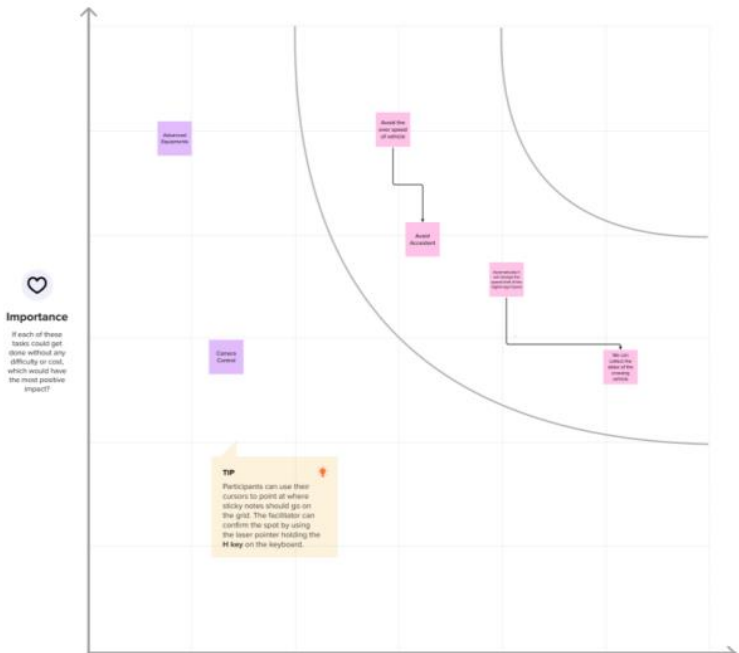 Advanced
Equipments
Avoid the
over speed
of vehicle
Avoid
Accident
Importance
If each of these
tasks could get
done without any
difficulty or cost,
which would have
the most positive
impact?
Camera
Control
We can
collect the
of the
crossing
vehicle
TIP
Participants can use their
cursors to point at where
sticky notes should go on
the grid. The facilitator can
confirm the spot by using
the laser pointer holding the
H key on the keyboard.